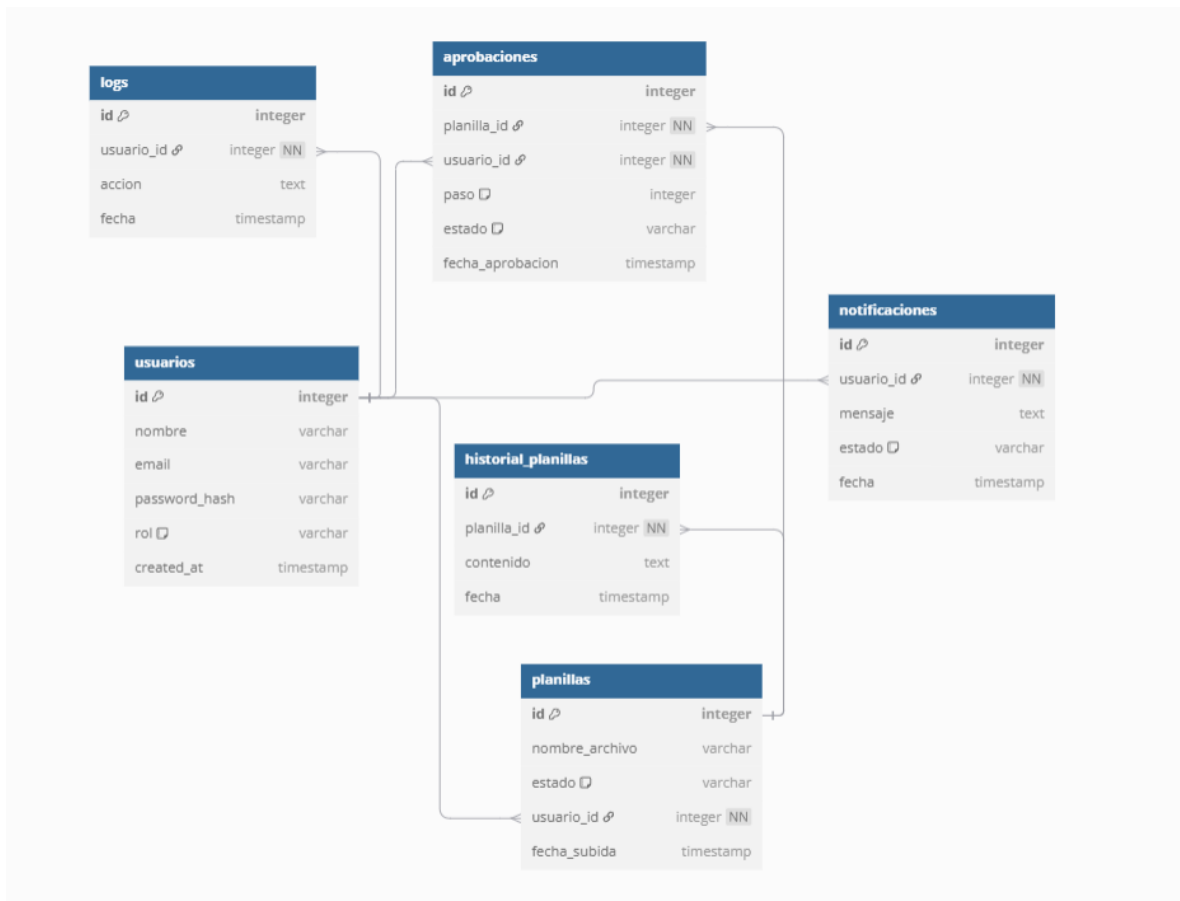 logs
id integer
usuario_id integer NN
accion text
fecha timestamp
aprobaciones
id integer
planilla_id integer NN
usuario_id integer NN
paso integer
estado varchar
fecha_aprobacion timestamp
notificaciones
id integer
usuario_id integer NN
mensaje text
estado varchar
fecha timestamp
usuarios
id integer
nombre varchar
email varchar
password_hash varchar
rol varchar
created_at timestamp
historial_planillas
id integer
planilla_id integer NN
contenido text
fecha timestamp
planillas
id integer
nombre_archivo varchar
estado varchar
usuario_id integer NN
fecha_subida timestamp